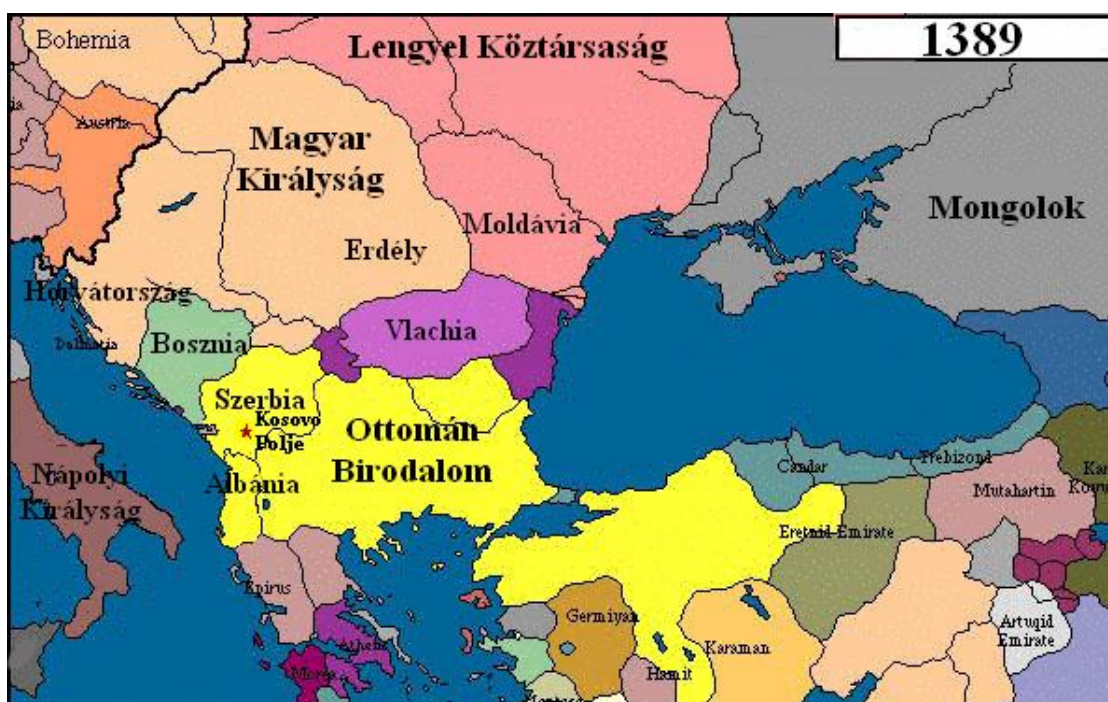 1389
Bohemia
Lengyel Köztársaság
Austria
Magyar
Királyság
Mongolok
Moldávia
Erdély
Horvátország
Vlachia
Bosznia
Dalmatia
Szerbia
Kosovo
Polje
Ottomán
Birodalom
Albánia
Nápolyi
Királyság
Candar
Trebizond
Mutahartin
Eretnid Emirate
Epirus
Germiyan
Artuqid
Emirate
Athens
Karaman
Morea
Hamit